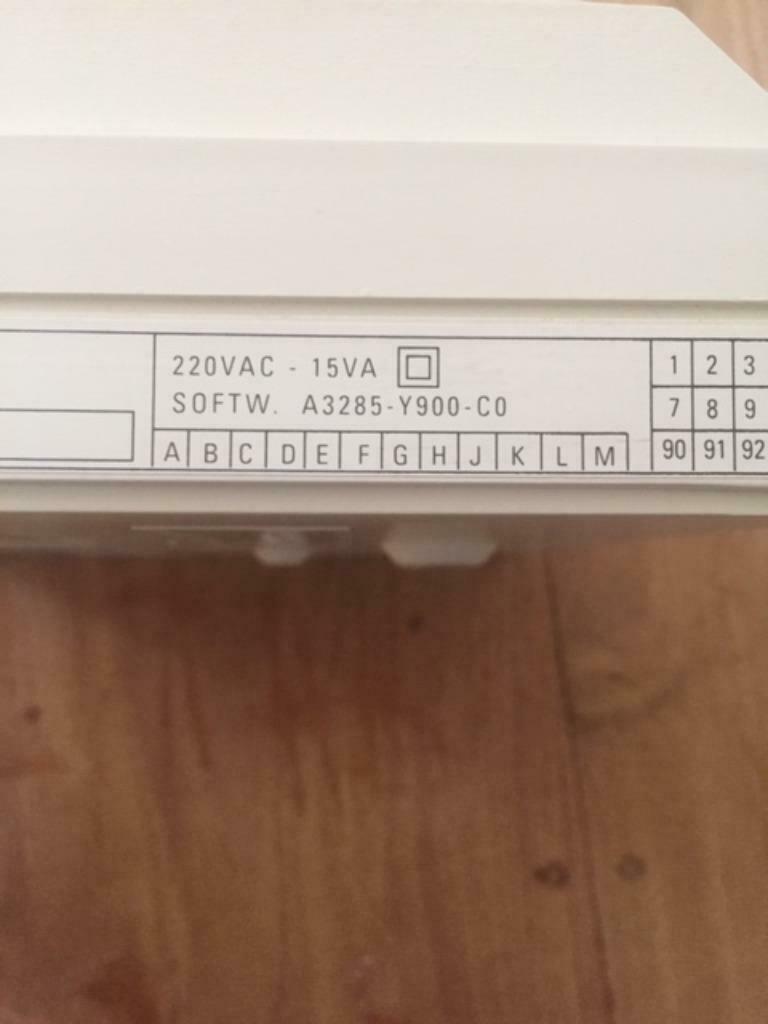 220VAC - 15VA
SOFTW. A3285-Y900-C0
A B C D E F G H J K L M
1 2 3
7 8 9
90 91 92